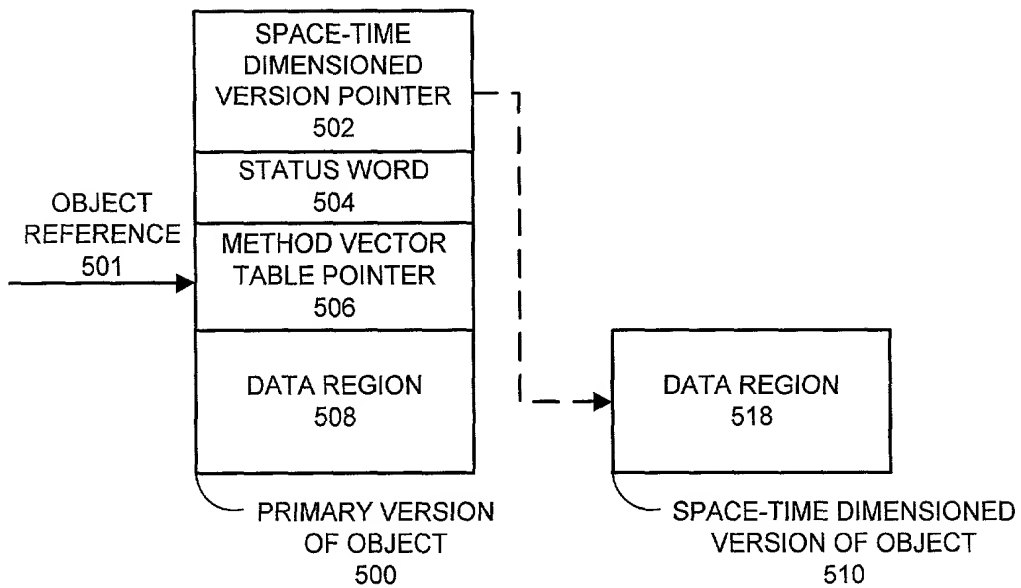 SPACE-TIME
DIMENSIONED
VERSION POINTER
502
STATUS WORD
504
OBJECT
REFERENCE
501
METHOD VECTOR
TABLE POINTER
506
DATA REGION
508
DATA REGION
518
PRIMARY VERSION
OF OBJECT
500
SPACE-TIME DIMENSIONED
VERSION OF OBJECT
510